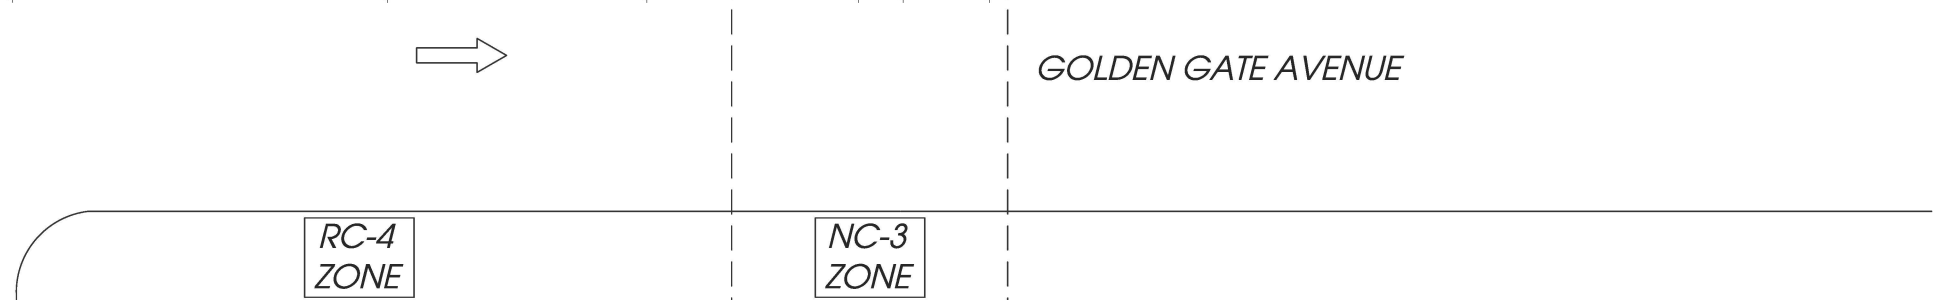 GOLDEN GATE AVENUE
RC-4
ZONE
NC-3
ZONE